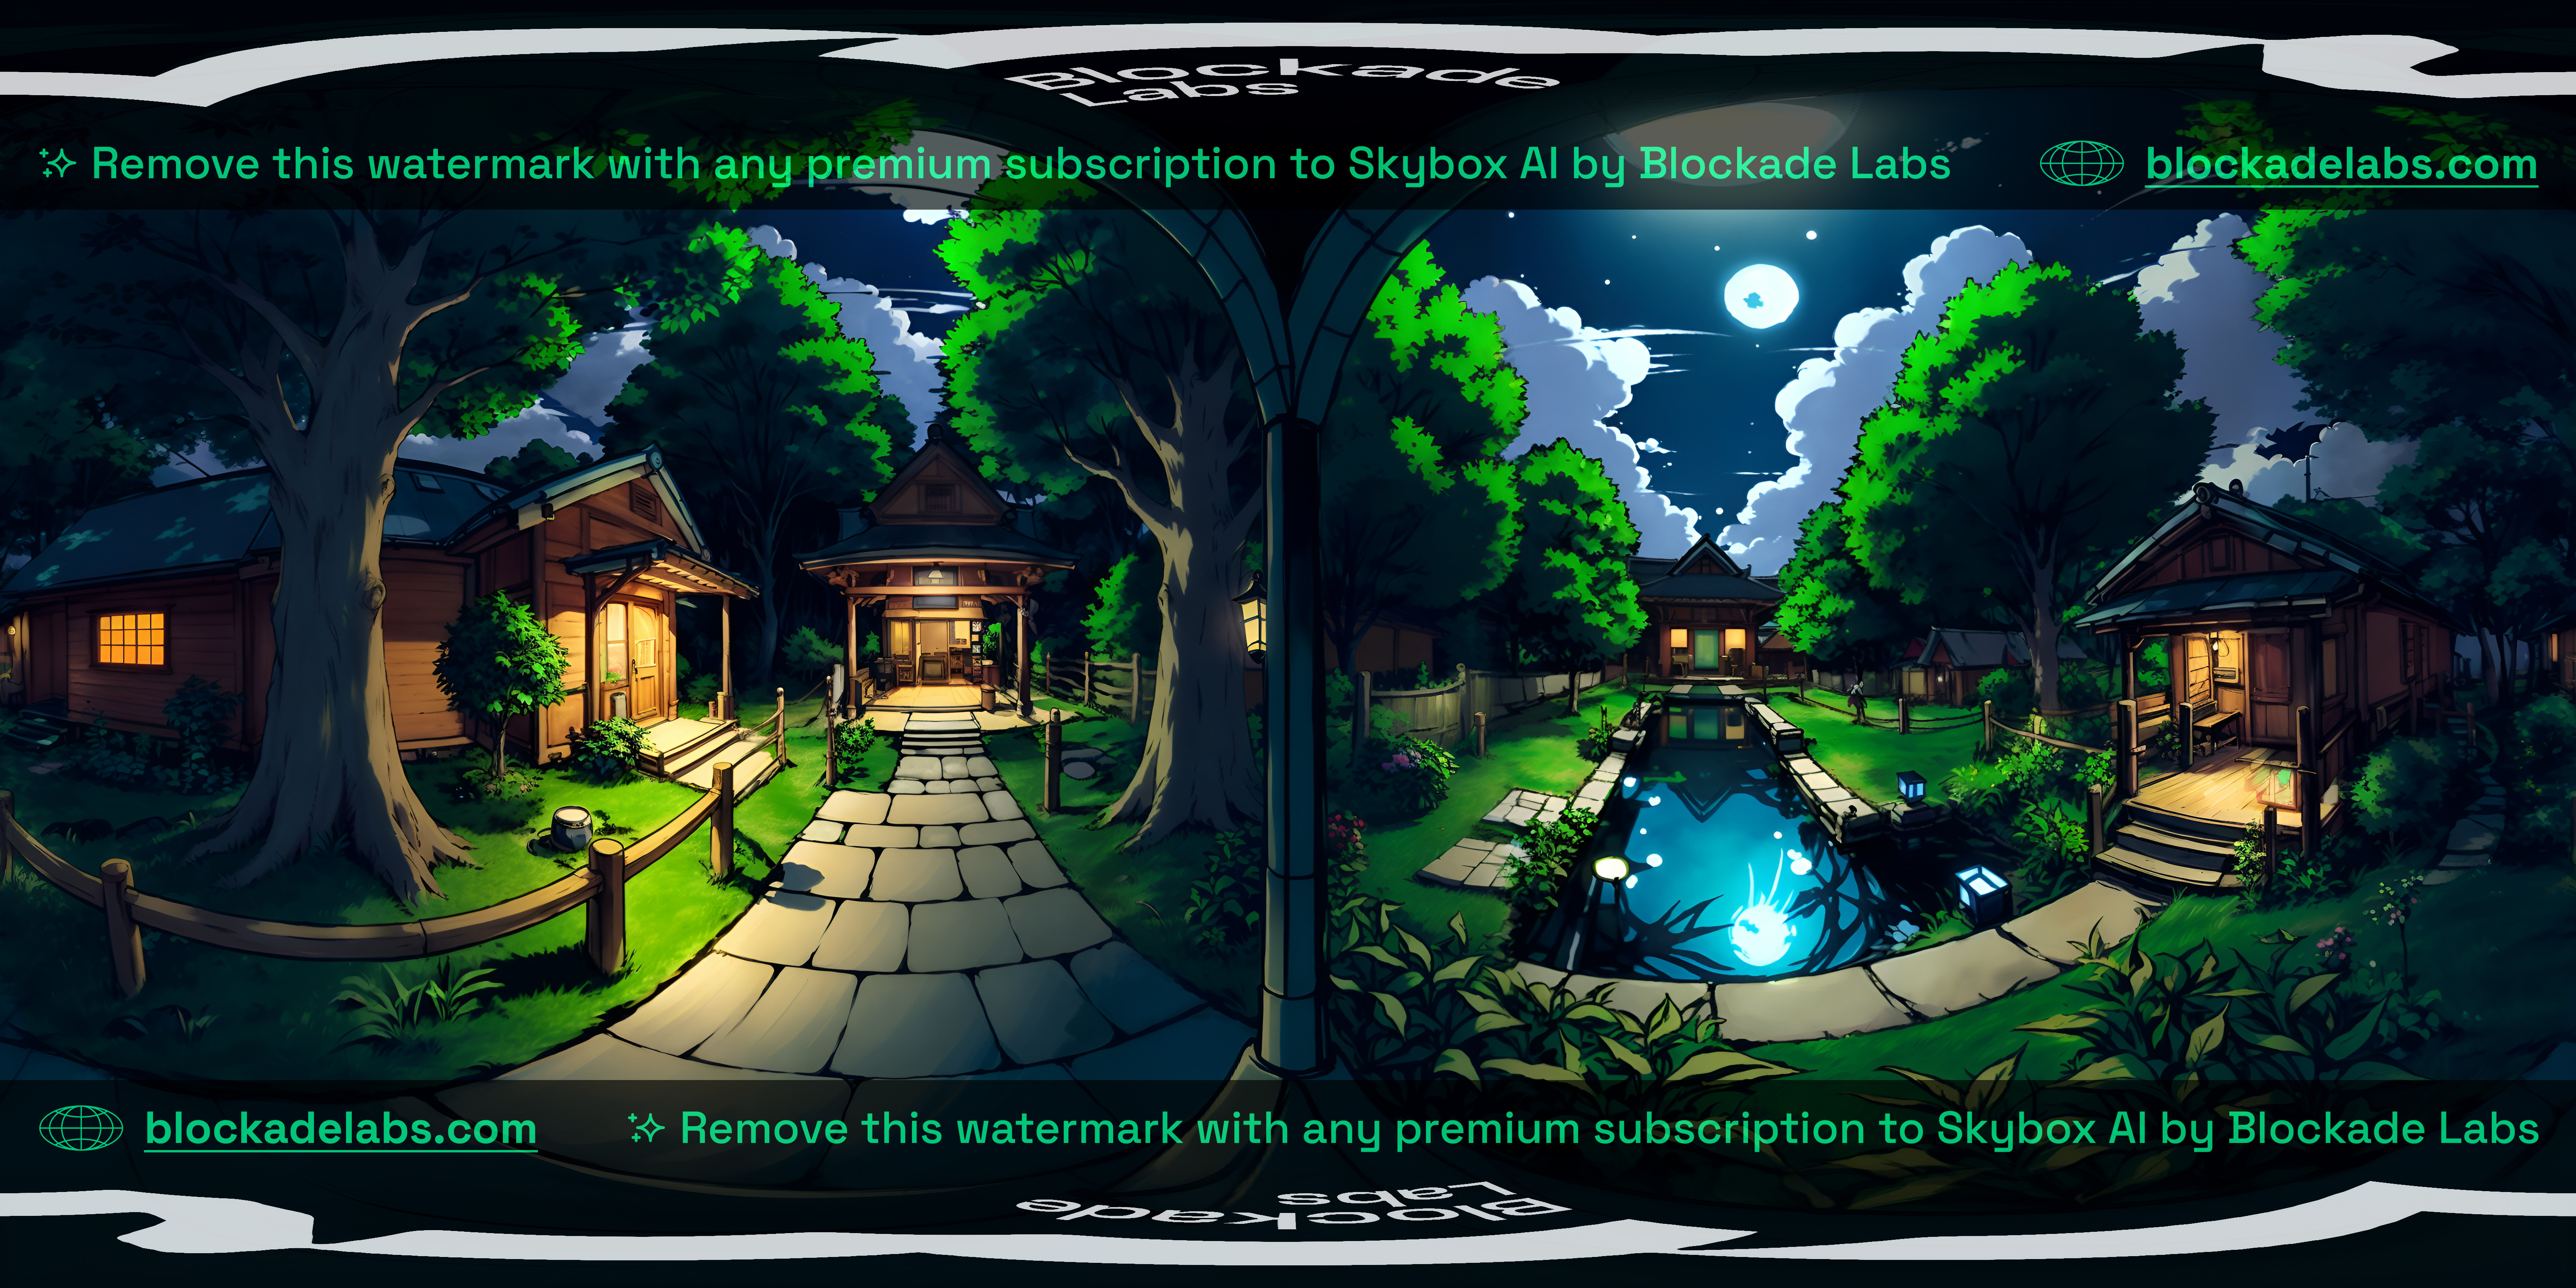 Blockade
Labs
Remove this watermark with any premium subscription to Skybox AI by Blockade Labs
blockadelabs.com
blockadelabs.com
Remove this watermark with any premium subscription to Skybox AI by Blockade Labs
Labs
Blockade